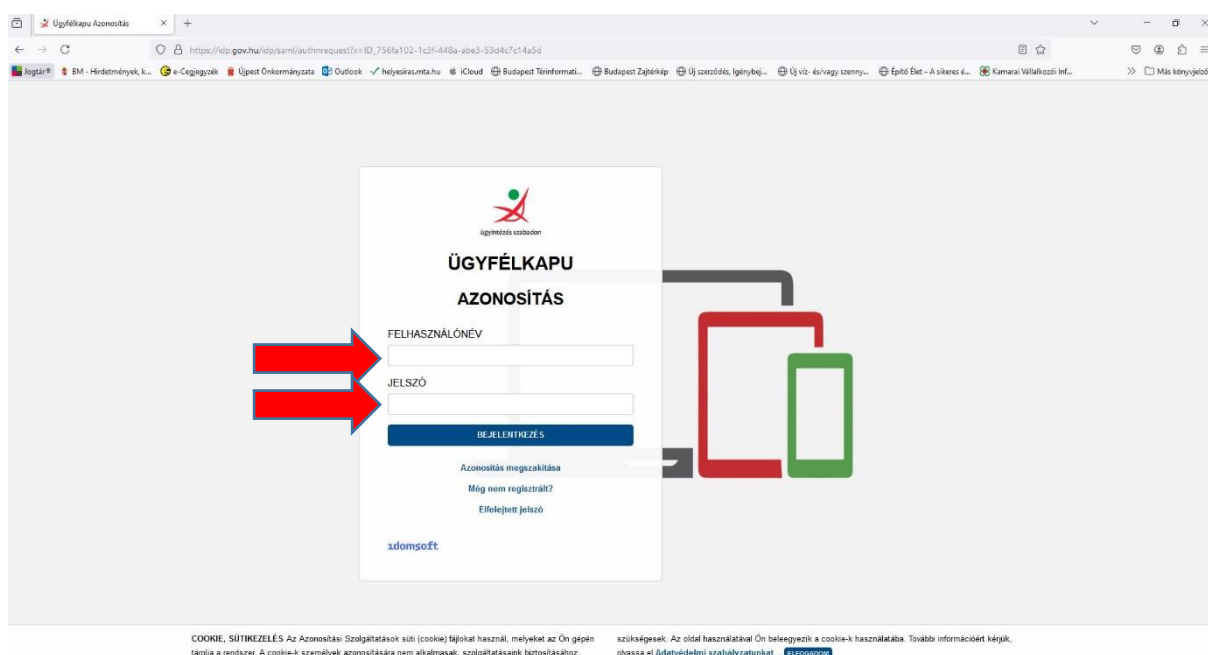 Ügyfélkapu Azonosítás
https://idp.gov.hu/idp/saml/authnrequest?x=ID_756fa102-1c3f-448a-abe3-53d4c7c14a5d
Jogtár® BM - Hirdetmények, k... e-Cegjegyzék Újpest Önkormányzata Outlook helyesiras.mta.hu iCloud Budapest Térinformati... Budapest Zajtérkép Új szerződés, Igénybej... Új víz- és/vagy szenny... Építő Élet – A sikeres é... Kamarai Vállalkozói Inf... Más könyvjelző
ügyintézés szabadon
ÜGYFÉLKAPU
AZONOSÍTÁS
FELHASZNÁLÓNÉV
JELSZÓ
BEJELENTKEZÉS
Azonosítás megszakítása
Még nem regisztrált?
Elfelejtett jelszó
idomsoft
COOKIE, SÜTIKEZELÉS Az Azonosítási Szolgáltatások süti (cookie) fájlokat használ, melyeket az Ön gépén
tárolja a rendszer. A cookie-k személyek azonosítására nem alkalmasak, szolgáltatásaink biztosításához
szükségesek. Az oldal használatával Ön beleegyezik a cookie-k használatába. További információért kérjük,
olvassa el Adatvédelmi szabályzatunkat . ELFOGADOM